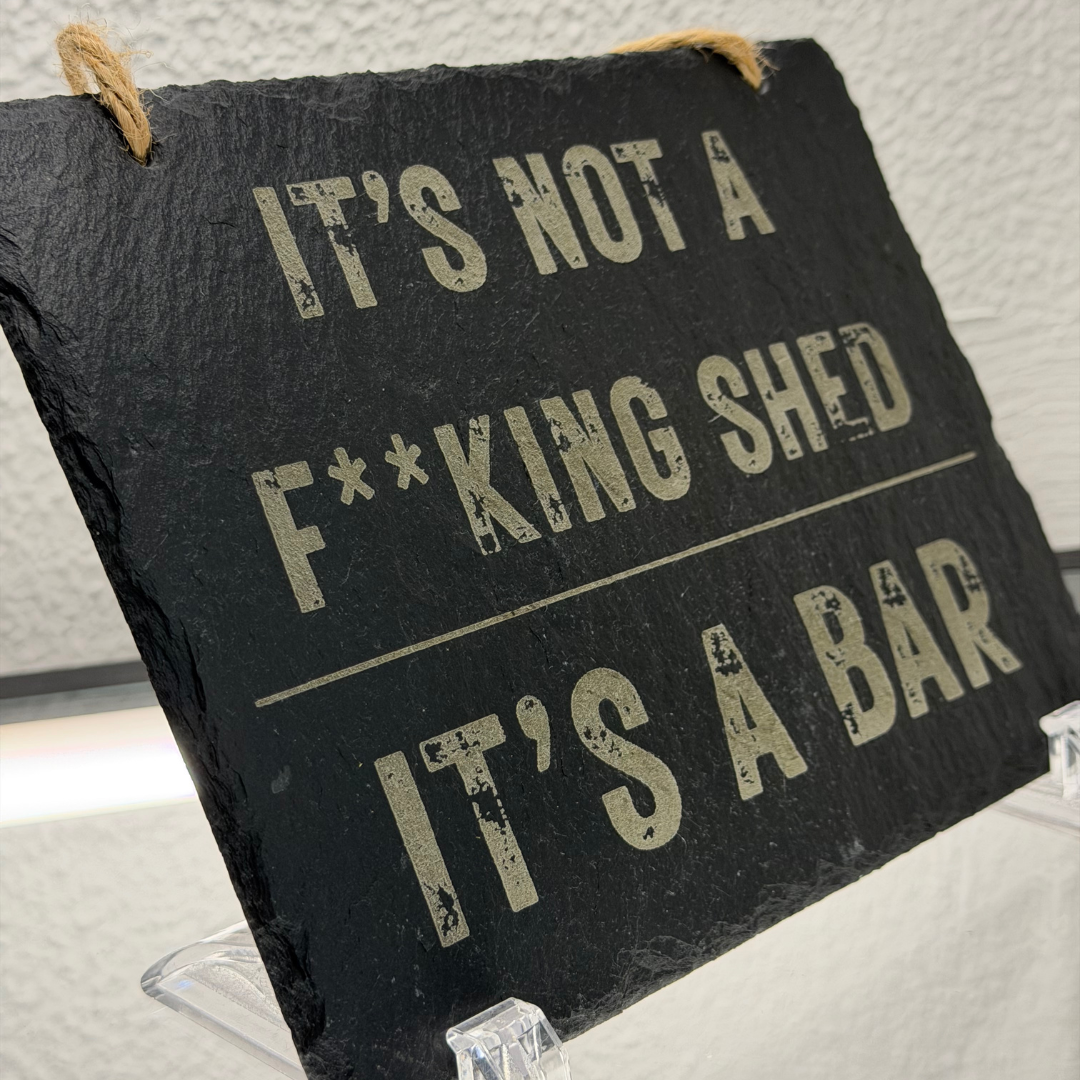 IT'S NOT A
F**KING SHED
IT'S A BAR